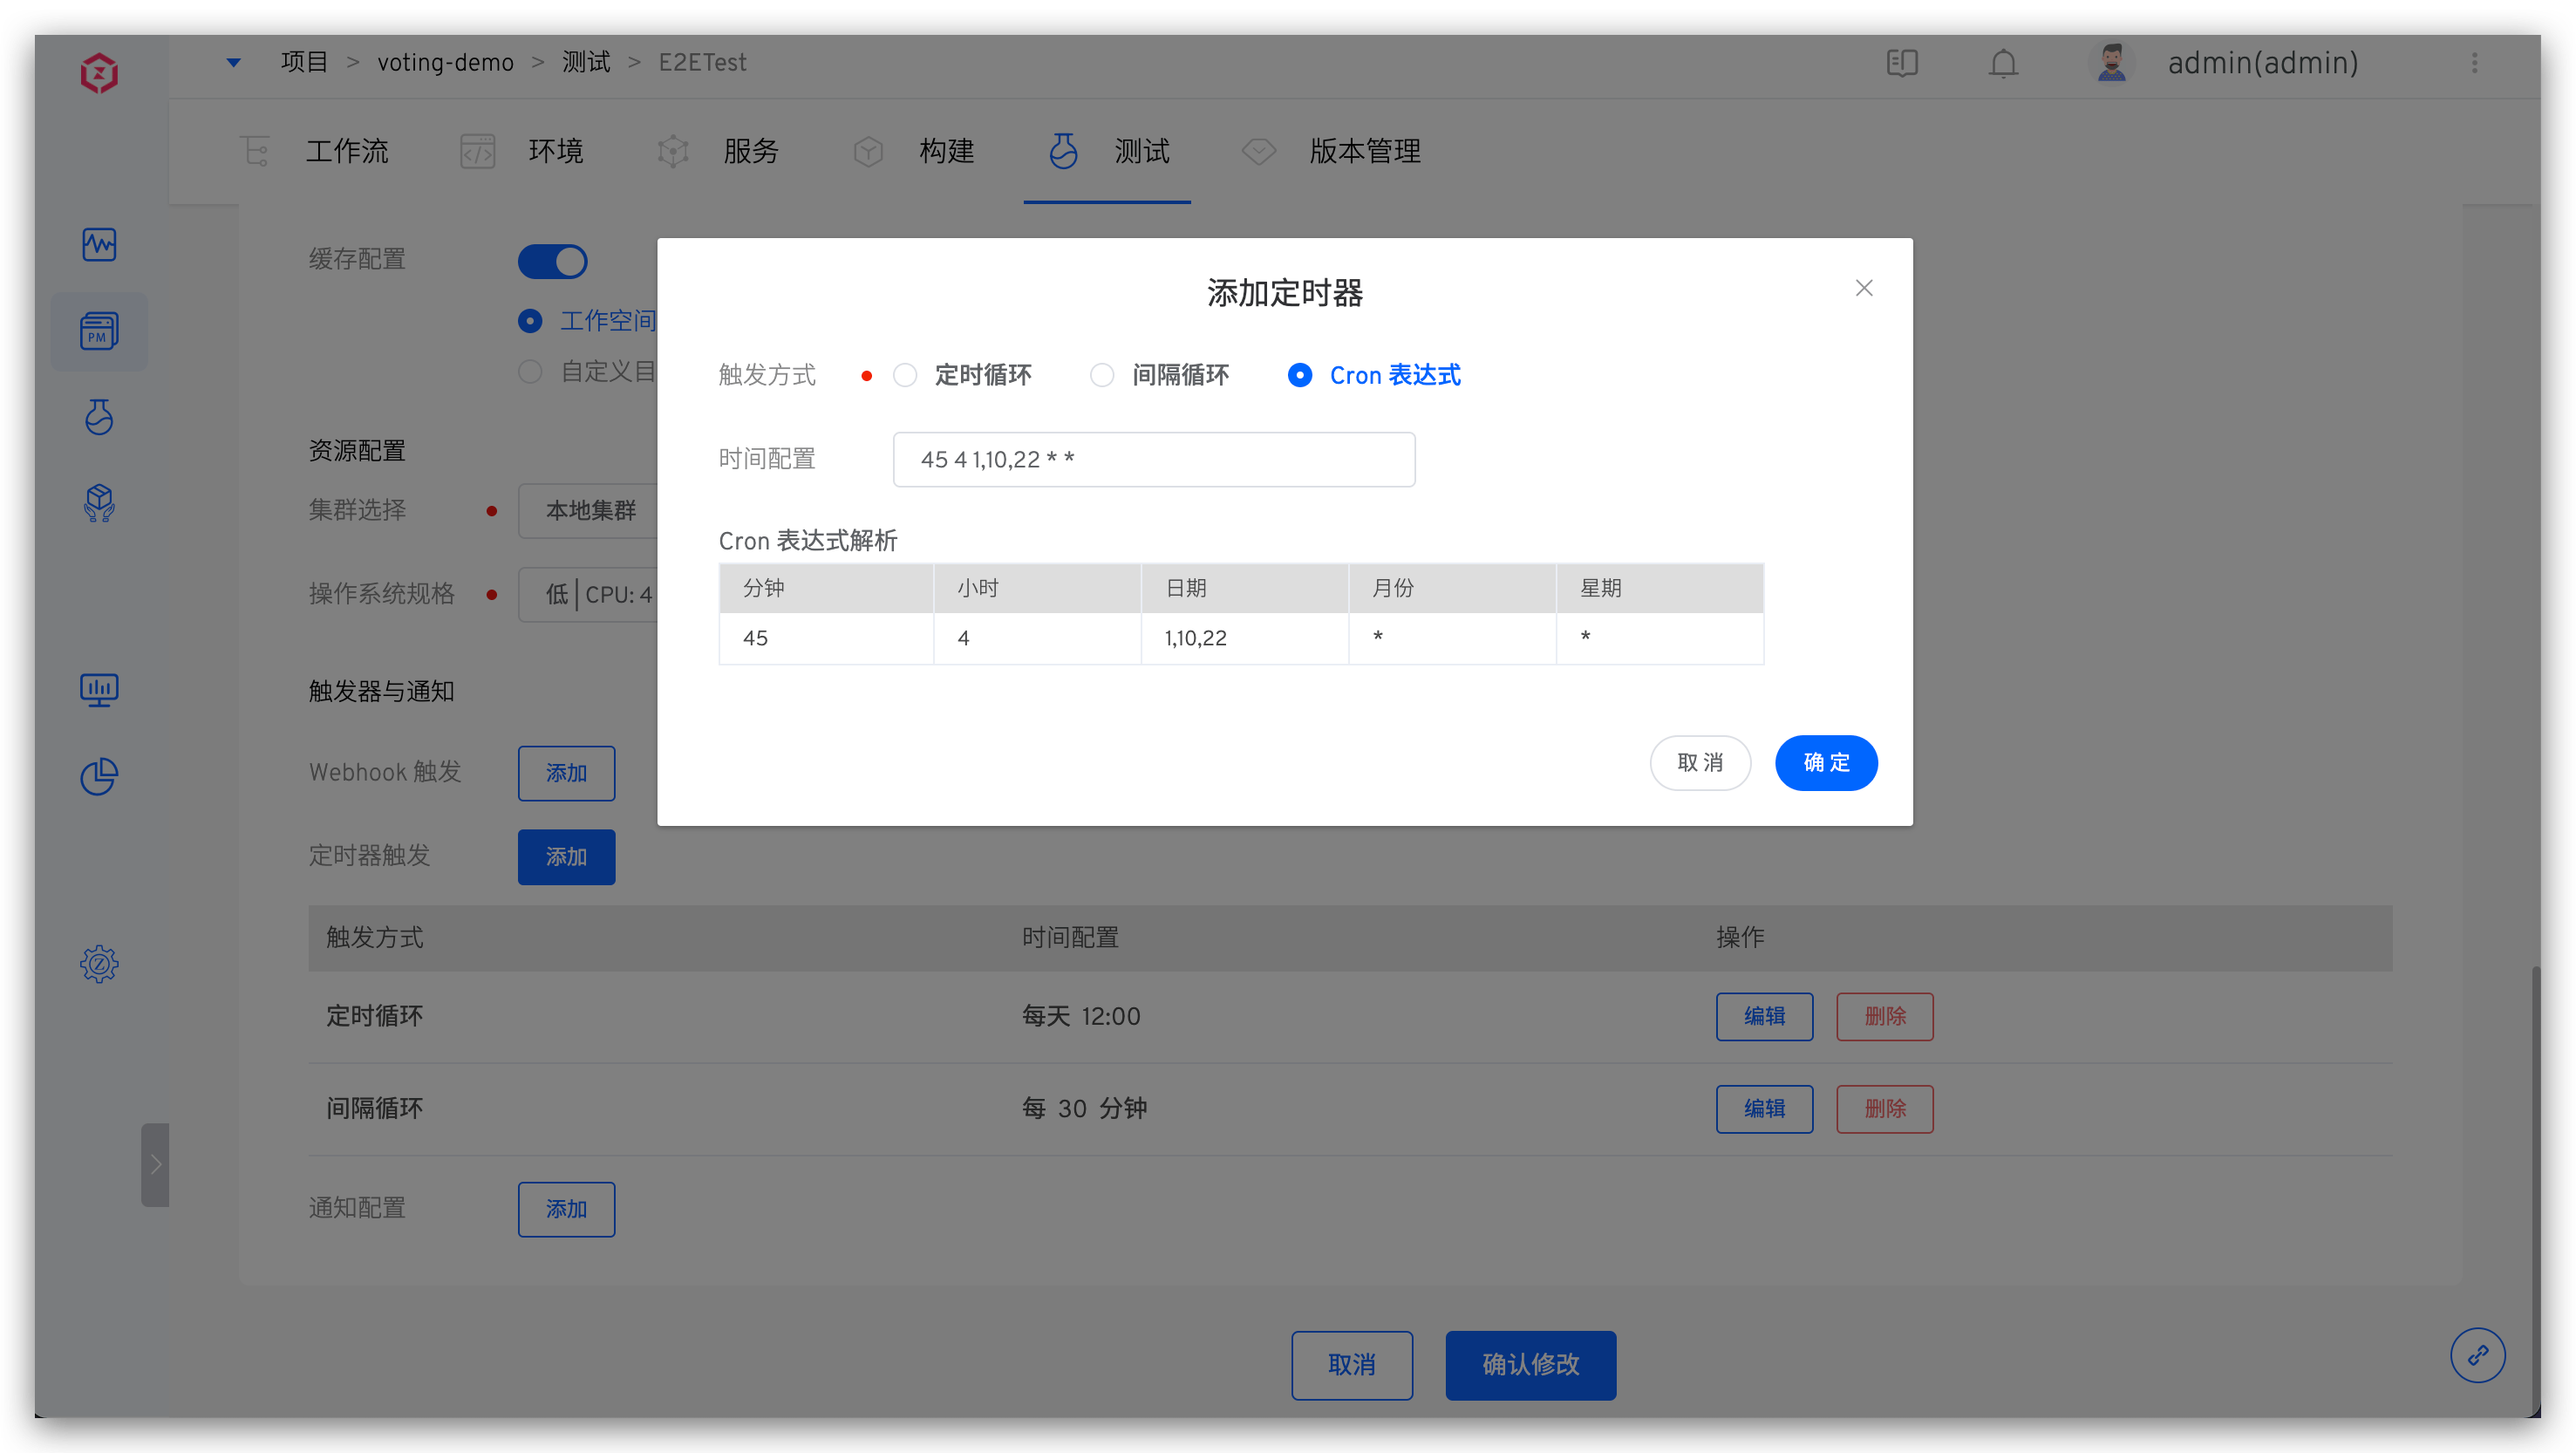 项目 > voting-demo > 测试 > E2ETest
admin(admin)
工作流 环境 服务 构建 测试 版本管理
PM
缓存配置
工作空间
自定义目
资源配置
集群选择 本地集群
操作系统规格 低 | CPU: 4
触发器与通知
Webhook 触发 添加
定时器触发 添加
添加定时器
触发方式 定时循环 间隔循环 Cron 表达式
时间配置 45 4 1,10,22 * *
Cron 表达式解析
分钟 小时 日期 月份 星期
45 4 1,10,22 * *
取消 确定
触发方式 时间配置 操作
定时循环 每天 12:00 编辑 删除
间隔循环 每 30 分钟 编辑 删除
通知配置 添加
取消 确认修改